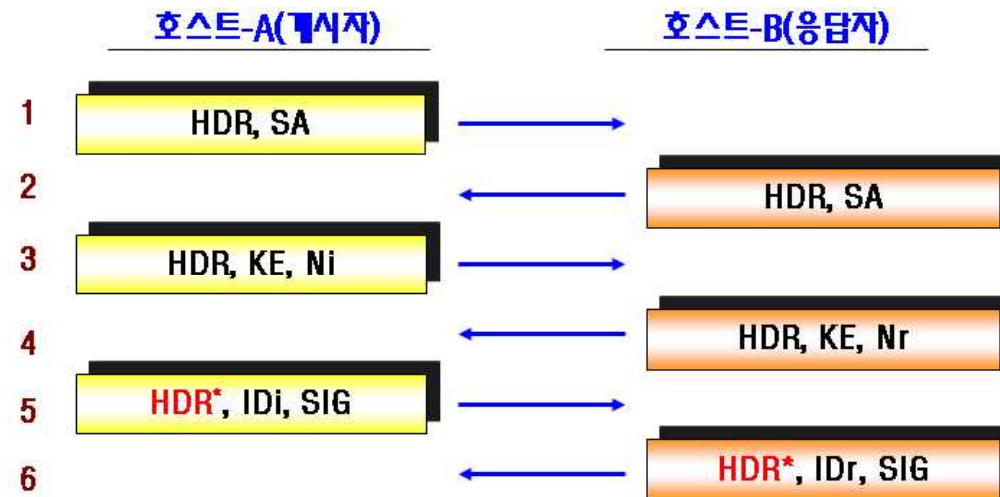 호스트-A(개시자)
호스트-B(응답자)
1
HDR, SA
2
HDR, SA
3
HDR, KE, Ni
4
HDR, KE, Nr
5
HDR*, IDi, SIG
6
HDR*, IDr, SIG